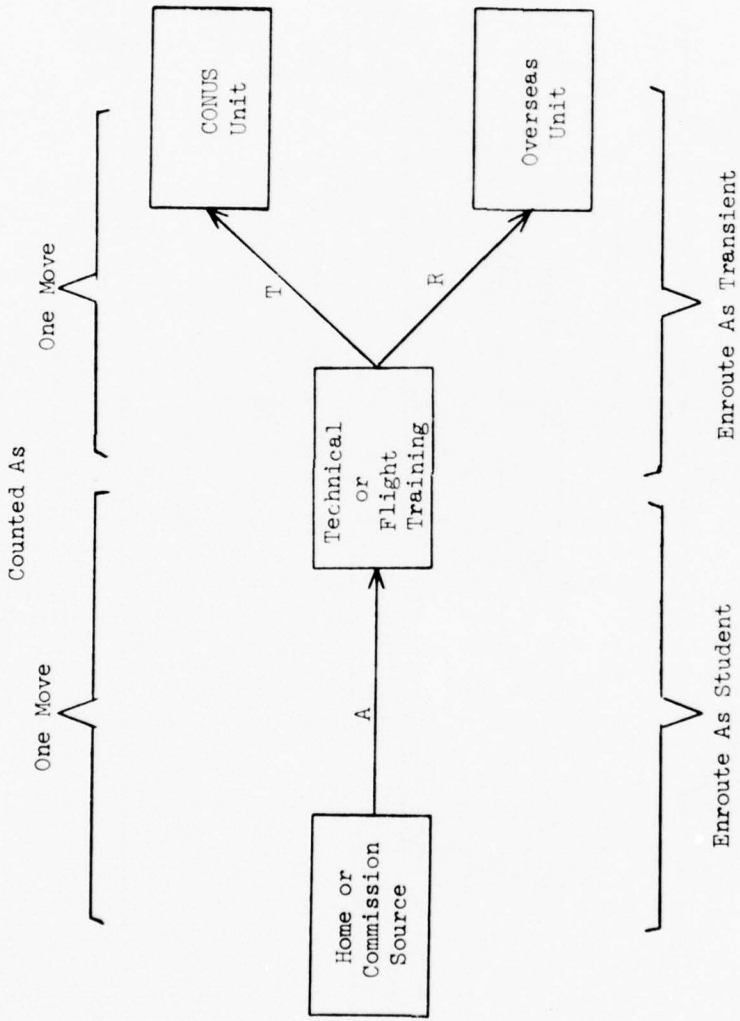 Counted As
One Move
One Move
Home or
Commission
Source
A
Technical
or
Flight
Training
T
R
CONUS
Unit
Overseas
Unit
Enroute As Student
Enroute As Transient